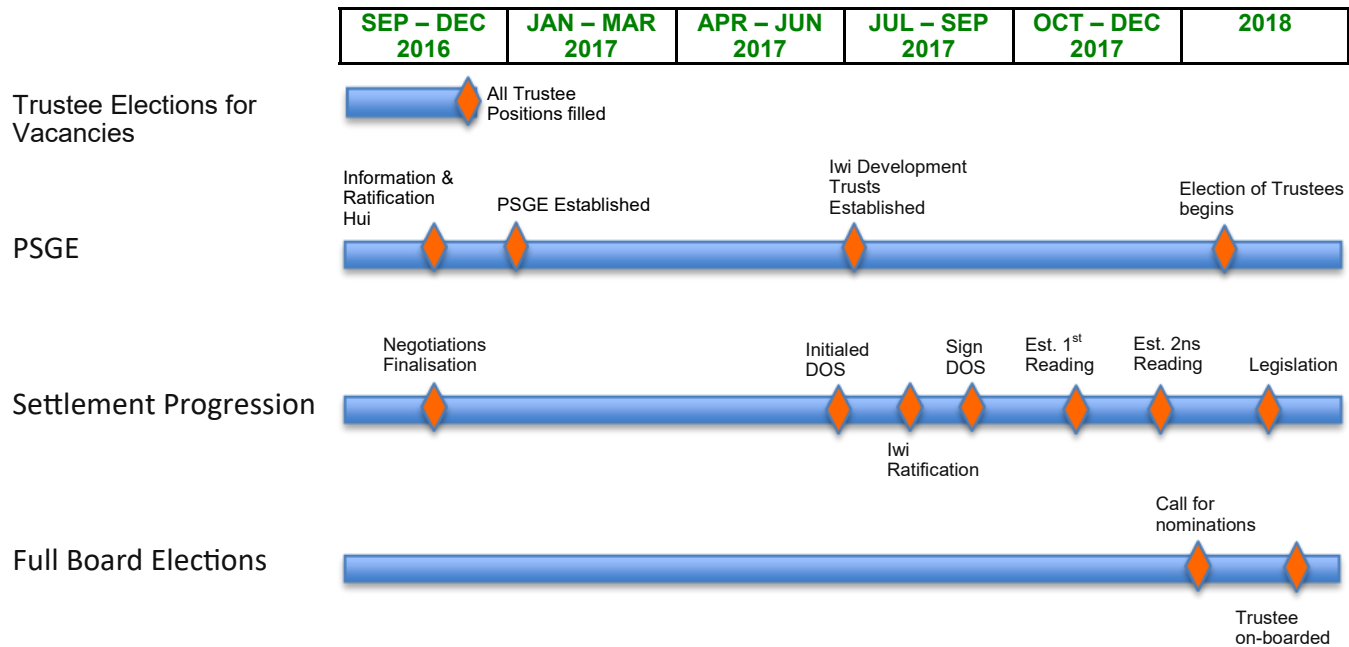 SEP – DEC 2016
JAN – MAR 2017
APR – JUN 2017
JUL – SEP 2017
OCT – DEC 2017
2018
Trustee Elections for
Vacancies
All Trustee
Positions filled
PSGE
Information &
Ratification
Hui
PSGE Established
Iwi Development
Trusts
Established
Election of Trustees
begins
Settlement Progression
Negotiations
Finalisation
Initialed
DOS
Iwi
Ratification
Sign
DOS
Est. 1st
Reading
Est. 2ns
Reading
Legislation
Full Board Elections
Call for
nominations
Trustee
on-boarded